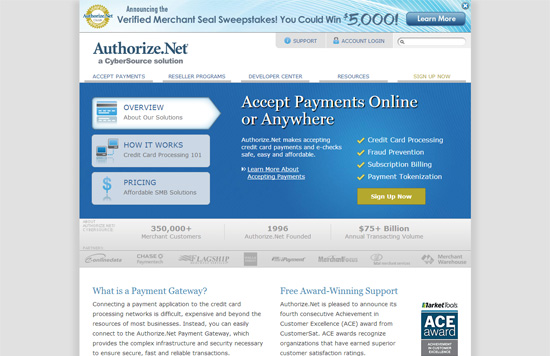 Announcing the
Verified Merchant Seal Sweepstakes! You Could Win $5,000!
Learn More
Authorize.Net
SUPPORT
ACCOUNT LOGIN
Authorize.Net
a CyberSource solution
ACCEPT PAYMENTS
RESELLER PROGRAMS
DEVELOPER CENTER
RESOURCES
SIGN UP NOW
OVERVIEW
About Our Solution
HOW IT WORKS
Credit Card Processing 101
PRICING
Affordable SMB Solutions
Accept Payments Online
or Anywhere
Authorize.Net makes accepting
credit card payments and e-checks
safe, easy and affordable.
Learn More About
Accepting Payments
Credit Card Processing
Fraud Prevention
Subscription Billing
Payment Tokenization
Sign Up Now
ABOUT
AUTHORIZE.NET
CYBERSOURCE
350,000+
Merchant Customers
1996
Authorize.Net Founded
$75+ Billion
Annual Transacting Volume
PARTNERS
CHASE
Paymentech
FLAGSHIP
iPayment
Merchant
Warehouse
What is a Payment Gateway?
Connecting a payment application to the credit card
processing networks is difficult, expensive and beyond the
resources of most businesses. Instead, you can easily
connect to the Authorize.Net Payment Gateway, which
provides the complex infrastructure and security necessary
to ensure secure, fast and reliable transactions.
Free Award-Winning Support
Authorize.Net is pleased to announce its
fourth consecutive Achievement in
Customer Excellence (ACE) award from
CustomerSat. ACE awards recognize
organizations that have earned superior
customer satisfaction ratings.
MarketTools
ACE
award
ACHIEVEMENT IN
CUSTOMER EXCELLENCE